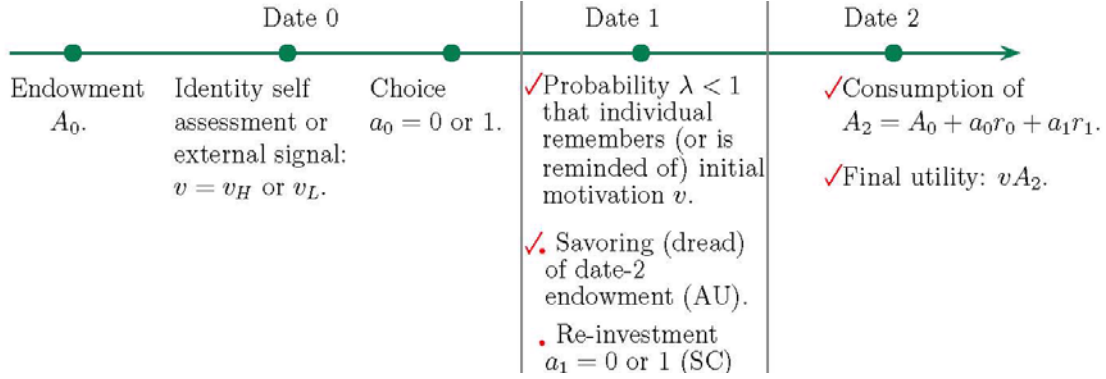 Date 0
Date 1
Date 2
Endowment
A₀.
Identity self
assessment or
external signal:
v = v_H or v_L.
Choice
a₀ = 0 or 1.
✓Probability λ < 1
that individual
remembers (or is
reminded of) initial
motivation v.
✓• Savoring (dread)
of date-2
endowment (AU).
• Re-investment
a₁ = 0 or 1 (SC)
✓Consumption of
A₂ = A₀ + a₀r₀ + a₁r₁.
✓Final utility: vA₂.